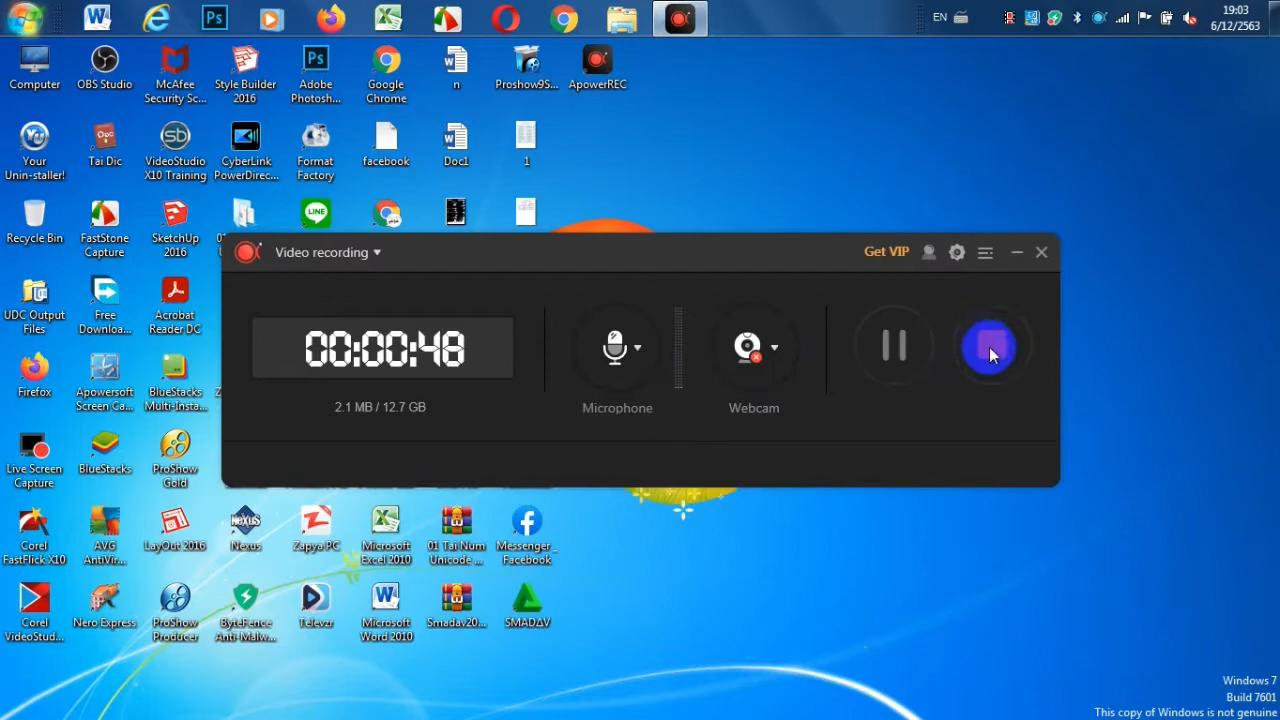 EN
19:03
6/12/2563
Computer
OBS Studio
McAfee
Security Sc...
Style Builder
2016
Adobe
Photosh...
Google
Chrome
n
Proshow9S...
ApowerREC
Your
Unin-staller!
Tai Dic
VideoStudio
X10 Training
CyberLink
PowerDirec...
Format
Factory
facebook
Doc1
1
Recycle Bin
FastStone
Capture
SketchUp
2016
LINE
Video recording
Get VIP
UDC Output
Files
Free
Downloa...
Acrobat
Reader DC
00:00:48
2.1 MB / 12.7 GB
Microphone
Webcam
Firefox
Apowersoft
Screen Ca...
BlueStacks
Multi-Insta...
Live Screen
Capture
BlueStacks
ProShow
Gold
Corel
FastFlick X10
AVG
AntiVir...
LayOut 2016
Nexus
Zapya PC
Microsoft
Excel 2010
01 Tai Num
Unicode ...
Messenger_
Facebook
Corel
VideoStud...
Nero Express
ProShow
Producer
ByteFence
Anti-Malw...
Televzr
Microsoft
Word 2010
Smadav20...
SMADΔV
Windows 7
Build 7601
This copy of Windows is not genuine